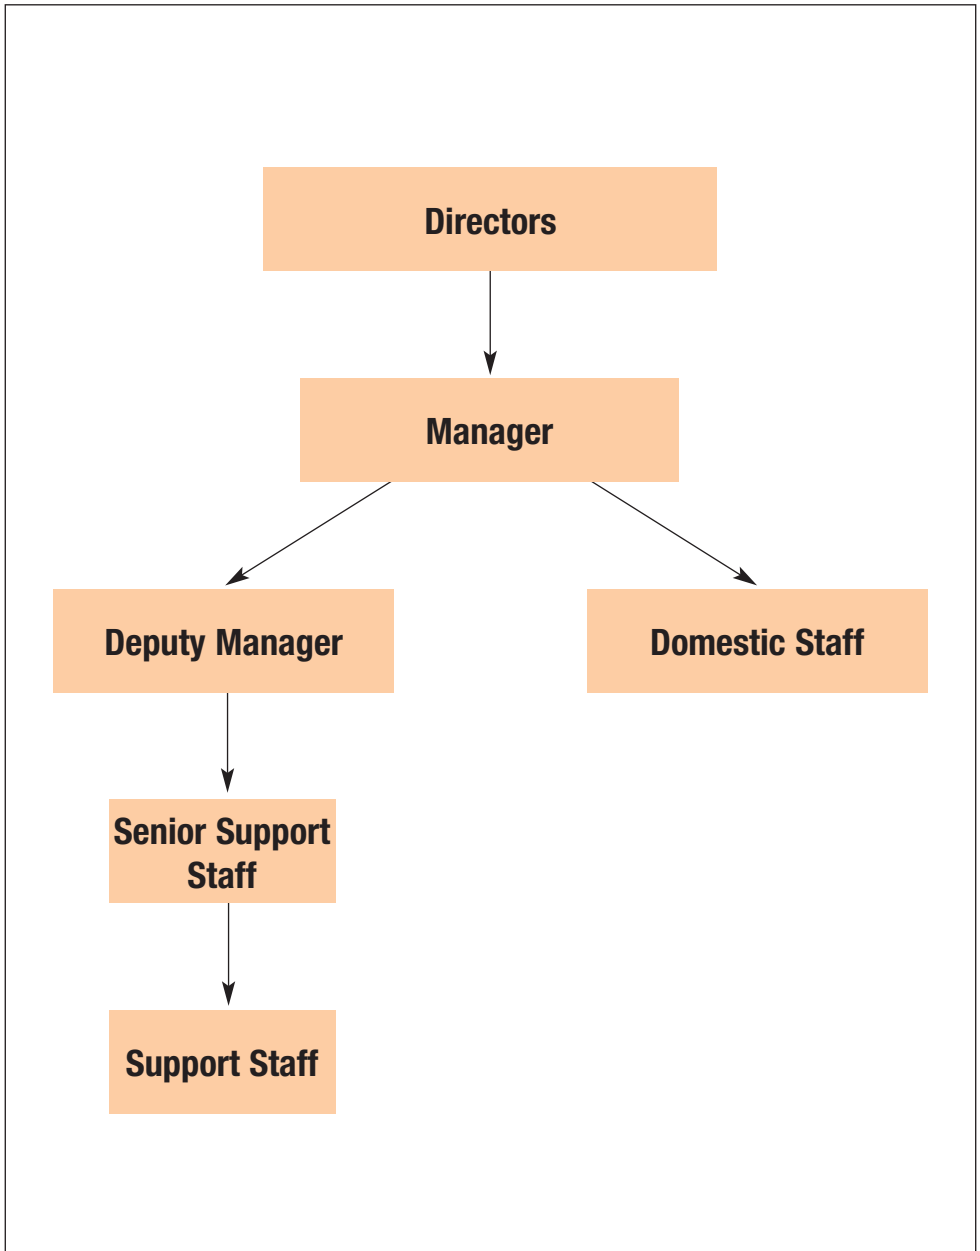 Directors
Manager
Deputy Manager
Domestic Staff
Senior Support
Staff
Support Staff